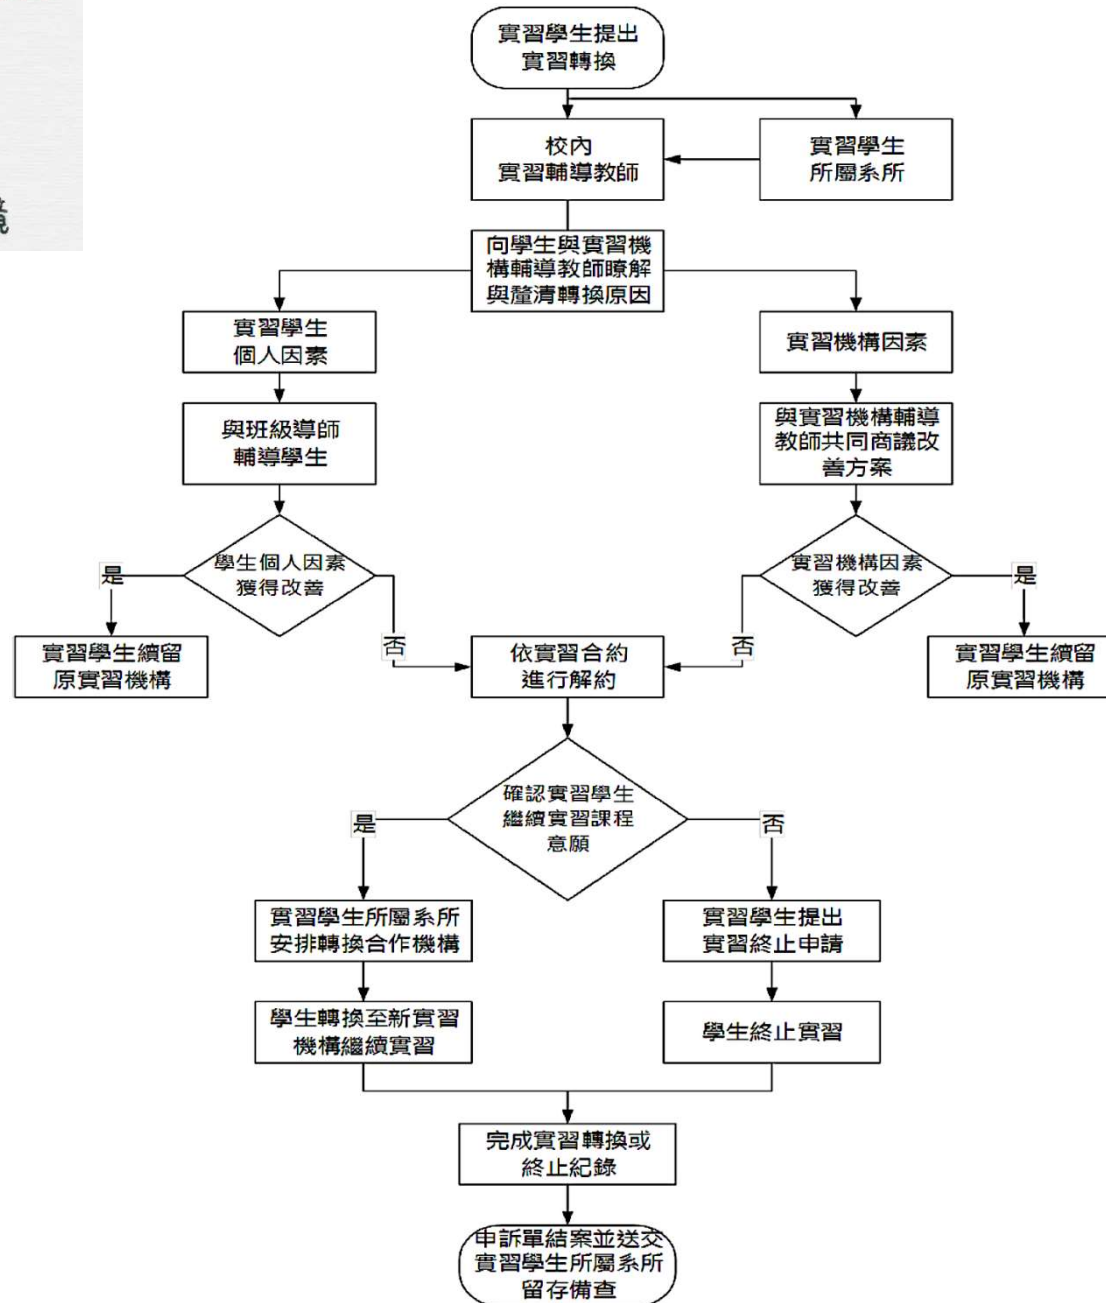 實習學生提出
實習轉換
校內
實習輔導教師
實習學生
所屬系所
向學生與實習機
構輔導教師瞭解
與釐清轉換原因
實習學生
個人因素
實習機構因素
與班級導師
輔導學生
與實習機構輔導
教師共同商議改
善方案
學生個人因素
獲得改善
實習機構因素
獲得改善
是
否
否
是
實習學生續留
原實習機構
依實習合約
進行解約
實習學生續留
原實習機構
確認實習學生
繼續實習課程
意願
是
否
實習學生所屬系所
安排轉換合作機構
實習學生提出
實習終止申請
學生轉換至新實習
機構繼續實習
學生終止實習
完成實習轉換或
終止紀錄
申訴單結案並送交
實習學生所屬系所
留存備查